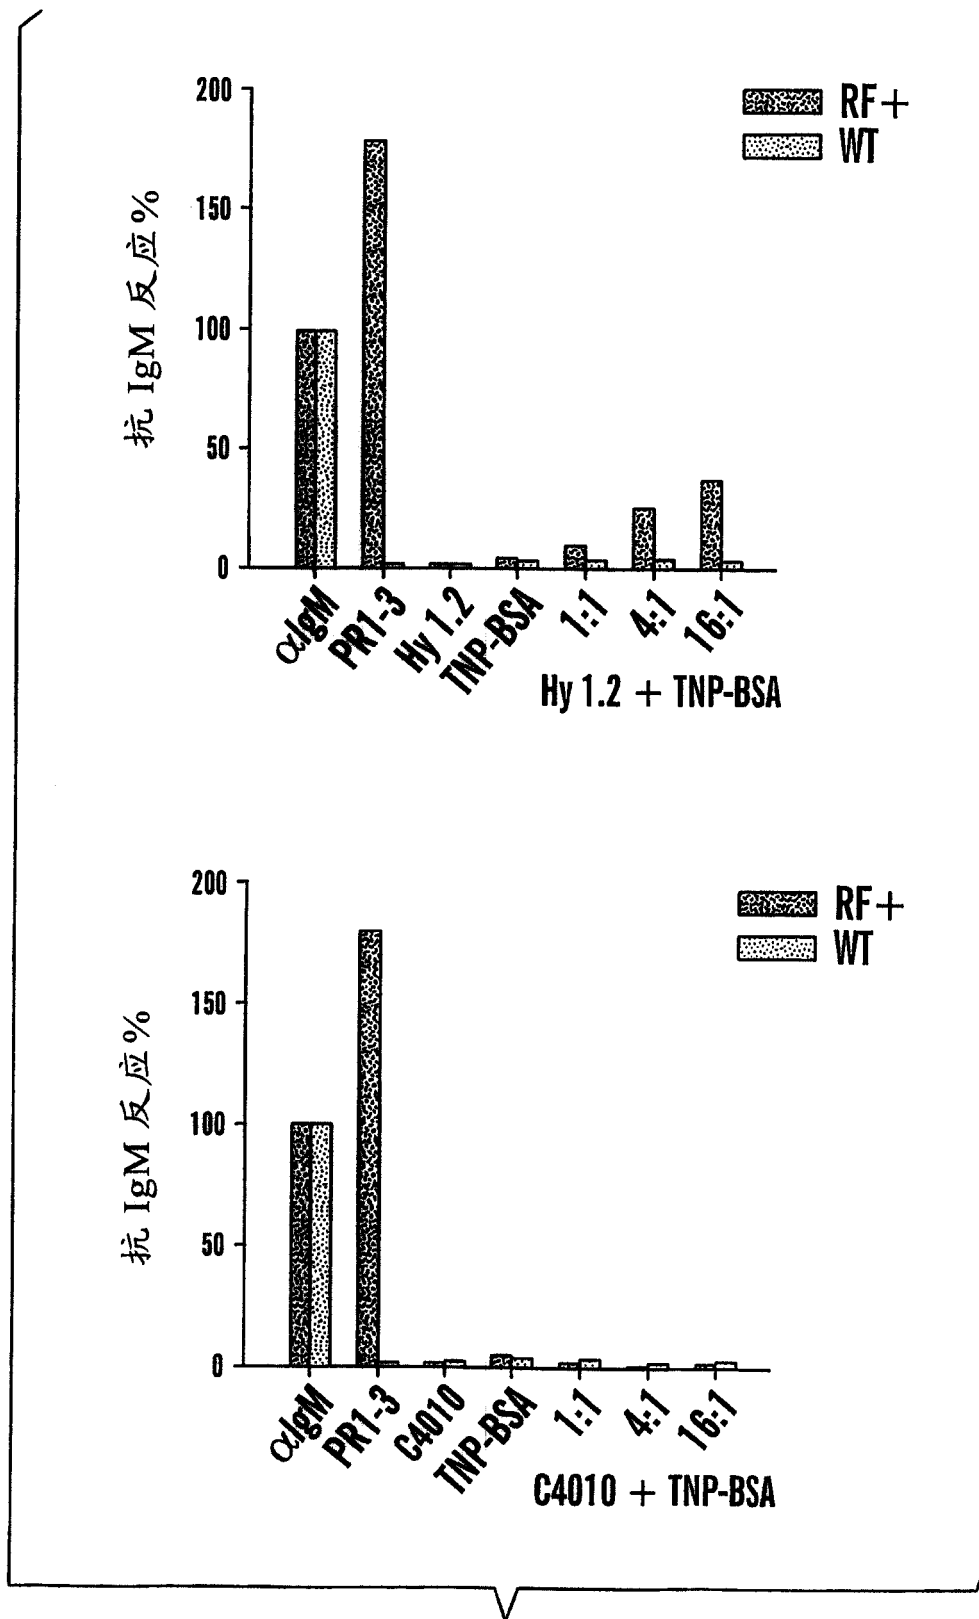 200
150
100
50
0
抗 IgM 反应%
RF+
WT
αIgM
PR1-3
Hy 1.2
TNP-BSA
1:1
4:1
16:1
Hy 1.2 + TNP-BSA
200
150
100
50
0
抗 IgM 反应%
RF+
WT
αIgM
PR1-3
C4010
TNP-BSA
1:1
4:1
16:1
C4010 + TNP-BSA